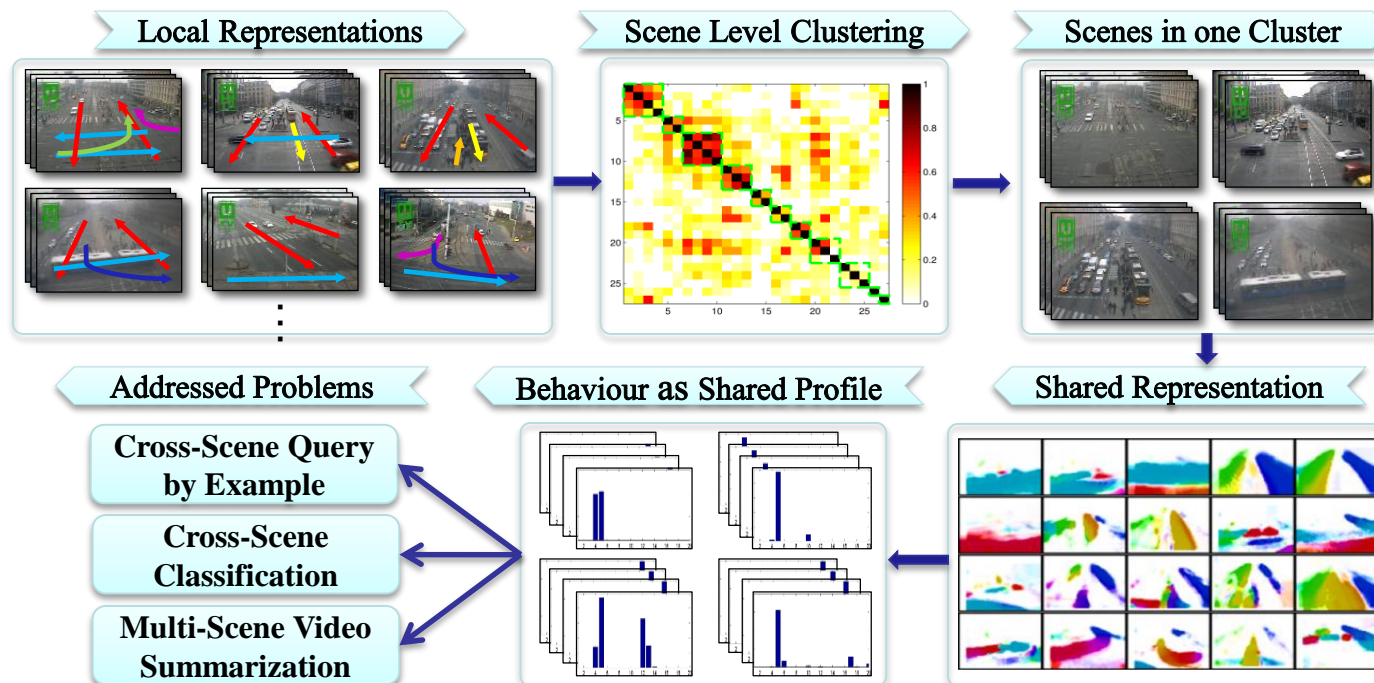 Local Representations
Scene Level Clustering
Scenes in one Cluster
5
10
15
20
25
5
10
15
20
25
1
0.8
0.6
0.4
0.2
0
Addressed Problems
Behaviour as Shared Profile
Shared Representation
Cross-Scene Query
by Example
Cross-Scene
Classification
Multi-Scene Video
Summarization